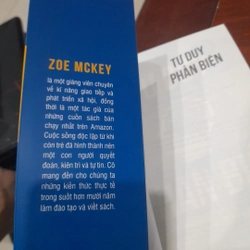 ZOE MCKEY
là một giảng viên chuyên
về kĩ năng giao tiếp và
phát triển xã hội, đồng
thời là một tác giả của
những cuốn sách bán
chạy nhất trên Amazon.
Cuộc sống độc lập từ khi
còn trẻ đã hình thành nên
một con người quyết
đoán, kiên trì và tự tin. Cô
mang đến cho chúng ta
những kiến thức thực tế
trong suốt hơn mười năm
làm đào tạo và viết sách.
TƯ DUY
PHẢN BIỆN